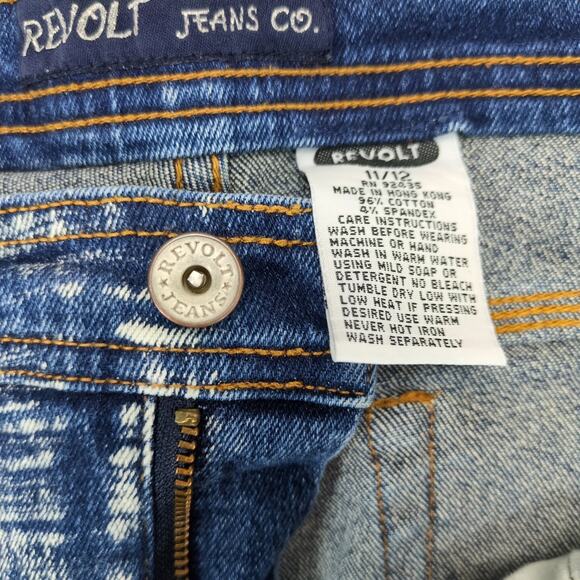 REVOLT JEANS CO.
REVOLT
11/12
RN 92435
MADE IN HONG KONG
96% COTTON
4% SPANDEX
CARE INSTRUCTIONS
WASH BEFORE WEARING
MACHINE OR HAND
WASH IN WARM WATER
USING MILD SOAP OR
DETERGENT NO BLEACH
TUMBLE DRY LOW WITH
LOW HEAT IF PRESSING
DESIRED USE WARM
NEVER HOT IRON
WASH SEPARATELY
REVOLT
JEANS